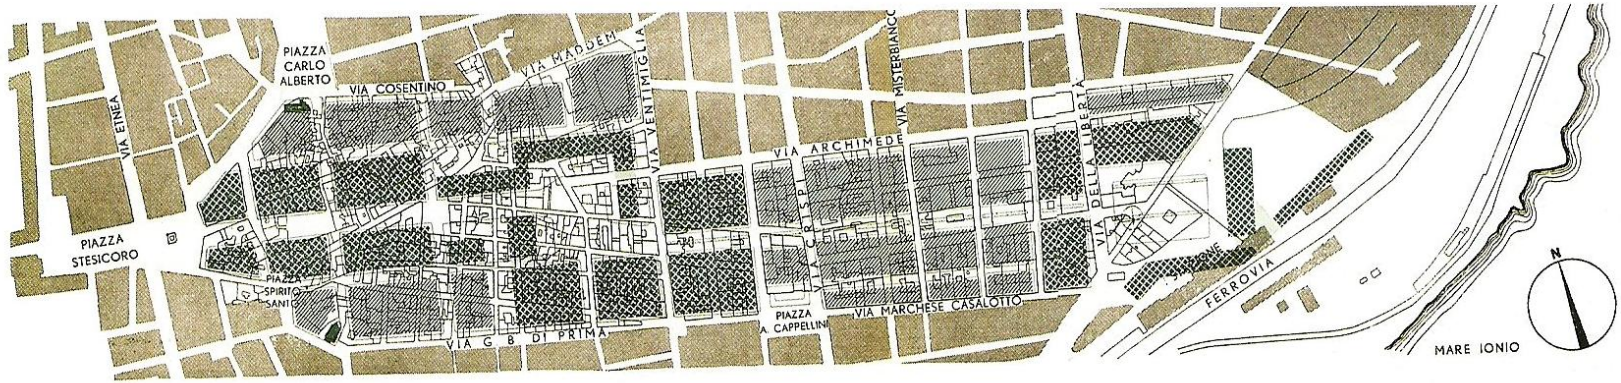 PIAZZA
CARLO
ALBERTO
VIA COSENTINO
VIA MADDEM
VIA VENTIMIGLIA
VIA MISTERBIANCO
VIA ETNEA
VIA ARCHIMEDE
VIA DELLA LIBERTÀ
VIA CRISPI
PIAZZA
STESICORO
PIAZZA
SPIRITO
SANTO
STAZIONE
FERROVIA
VIA MARCHESE CASALOTTO
PIAZZA
A. CAPPELLINI
VIA G. B. DI PRIMA
N
MARE IONIO